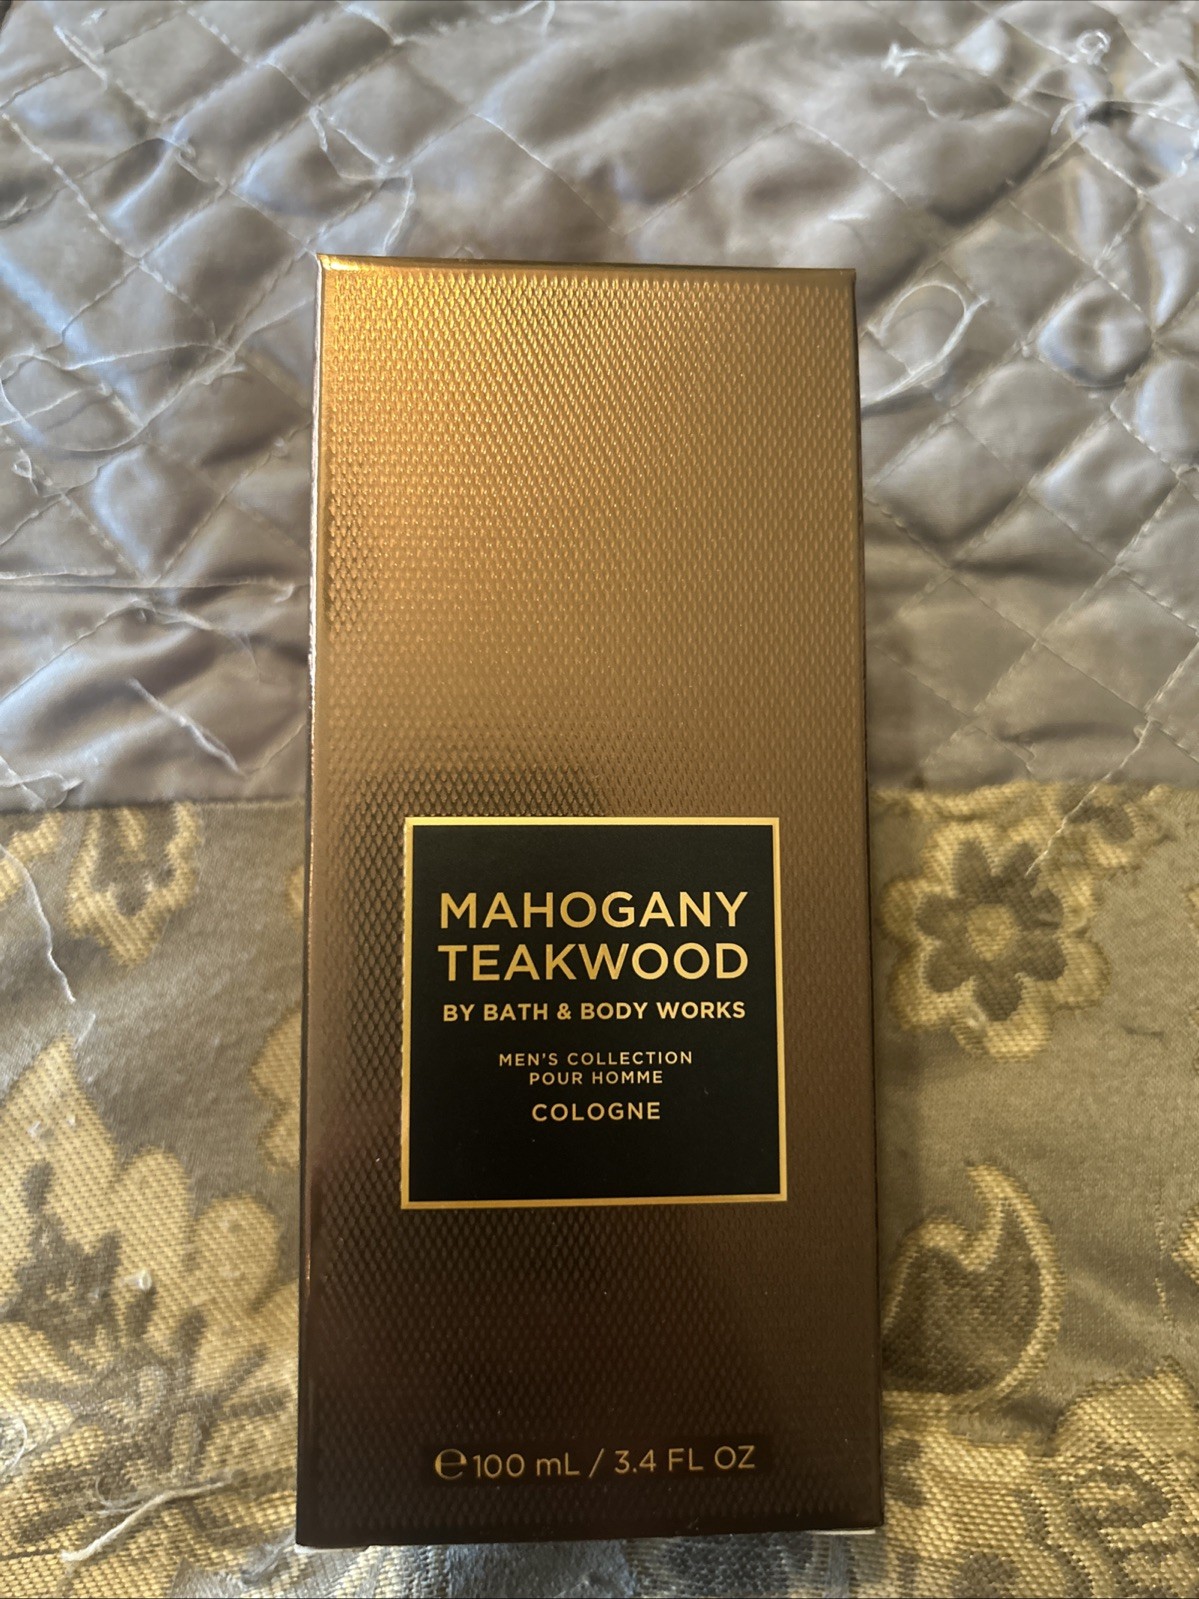 MAHOGANY
TEAKWOOD
BY BATH & BODY WORKS
MEN'S COLLECTION
POUR HOMME
COLOGNE
℮100 mL / 3.4 FL OZ